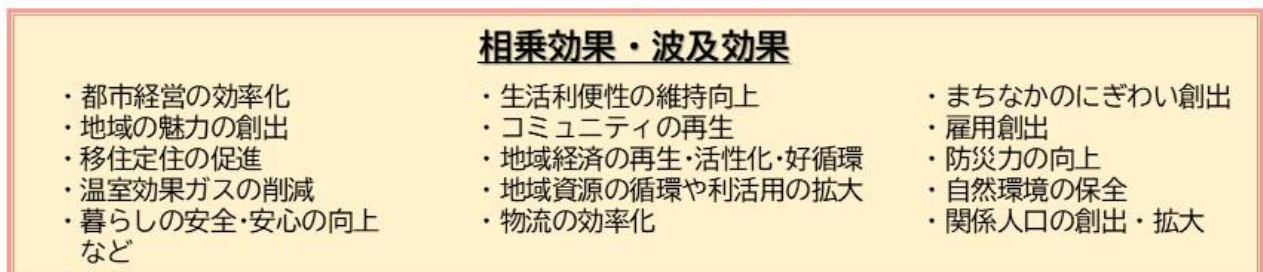 相乗効果・波及効果
・都市経営の効率化
・地域の魅力の創出
・移住定住の促進
・温室効果ガスの削減
・暮らしの安全･安心の向上
など
・生活利便性の維持向上
・コミュニティの再生
・地域経済の再生･活性化･好循環
・地域資源の循環や利活用の拡大
・物流の効率化
・まちなかのにぎわい創出
・雇用創出
・防災力の向上
・自然環境の保全
・関係人口の創出・拡大